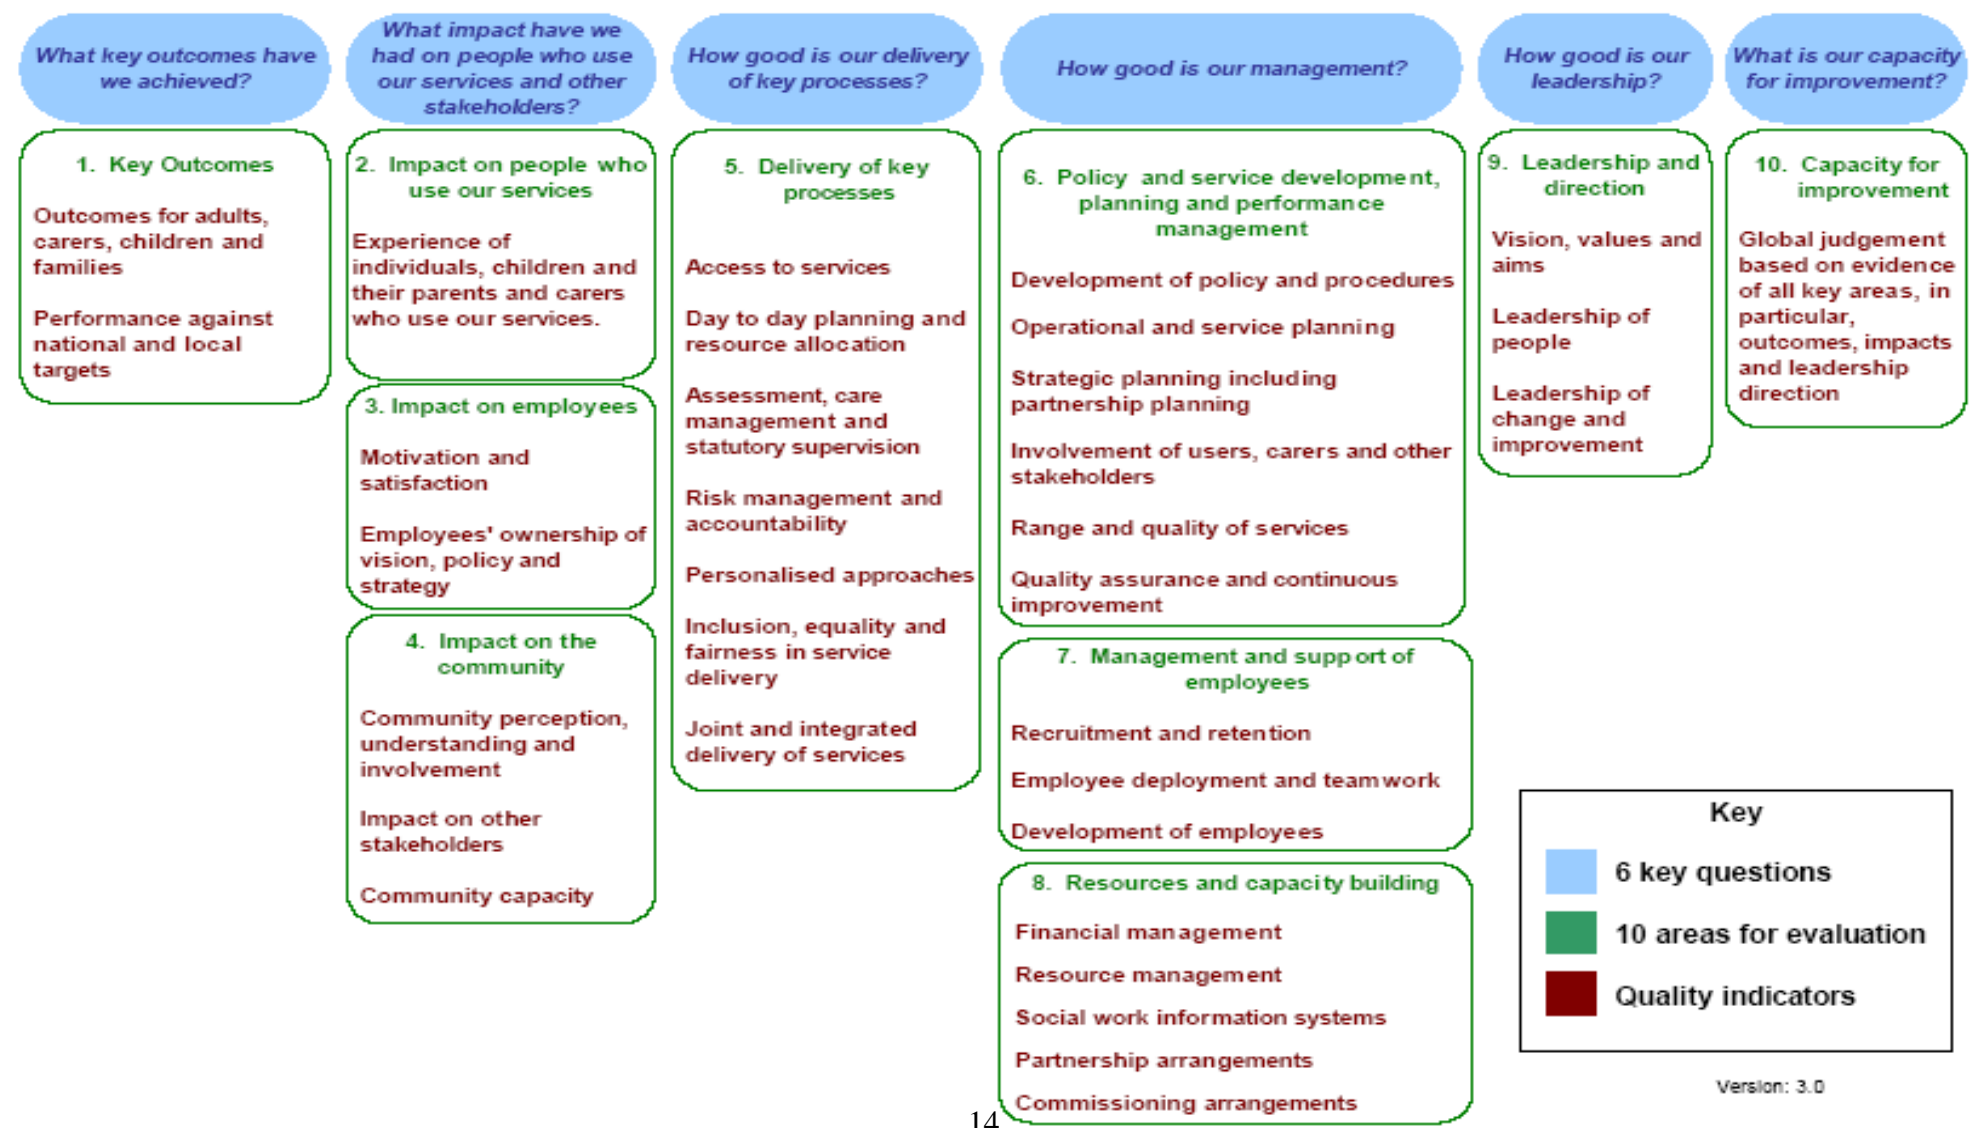 What key outcomes have
we achieved?
What impact have we
had on people who use
our services and other
stakeholders?
How good is our delivery
of key processes?
How good is our management?
How good is our
leadership?
What is our capacity
for improvement?
1. Key Outcomes
Outcomes for adults,
carers, children and
families
Performance against
national and local
targets
2. Impact on people who
use our services
Experience of
individuals, children and
their parents and carers
who use our services.
3. Impact on employees
Motivation and
satisfaction
Employees' ownership of
vision, policy and
strategy
4. Impact on the
community
Community perception,
understanding and
involvement
Impact on other
stakeholders
Community capacity
5. Delivery of key
processes
Access to services
Day to day planning and
resource allocation
Assessment, care
management and
statutory supervision
Risk management and
accountability
Personalised approaches
Inclusion, equality and
fairness in service
delivery
Joint and integrated
delivery of services
6. Policy and service development,
planning and performance
management
Development of policy and procedures
Operational and service planning
Strategic planning including
partnership planning
Involvement of users, carers and other
stakeholders
Range and quality of services
Quality assurance and continuous
improvement
7. Management and support of
employees
Recruitment and retention
Employee deployment and teamwork
Development of employees
8. Resources and capacity building
Financial management
Resource management
Social work information systems
Partnership arrangements
Commissioning arrangements
9. Leadership and
direction
Vision, values and
aims
Leadership of
people
Leadership of
change and
improvement
10. Capacity for
improvement
Global judgement
based on evidence
of all key areas, in
particular,
outcomes, impacts
and leadership
direction
Key
6 key questions
10 areas for evaluation
Quality indicators
Version: 3.0
14